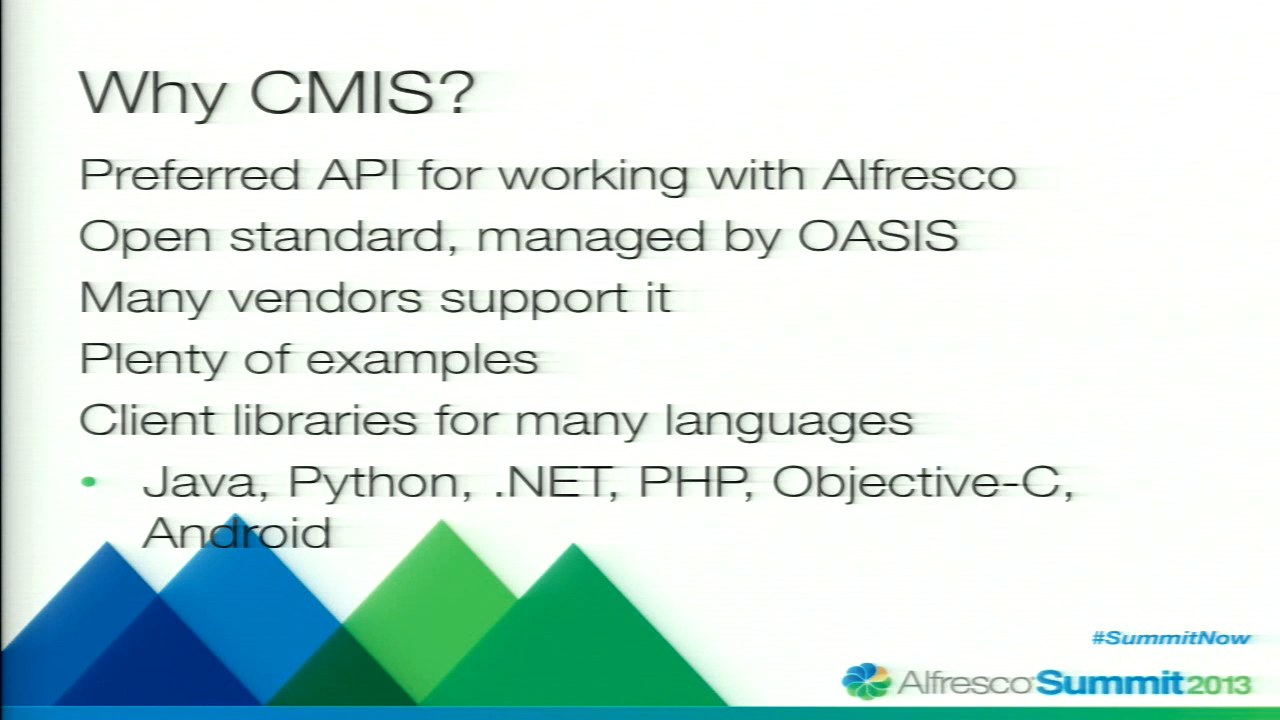 Why CMIS?
Preferred API for working with Alfresco
Open standard, managed by OASIS
Many vendors support it
Plenty of examples
Client libraries for many languages
• Java, Python, .NET, PHP, Objective-C,
Android
#SummitNow
Alfresco Summit 2013